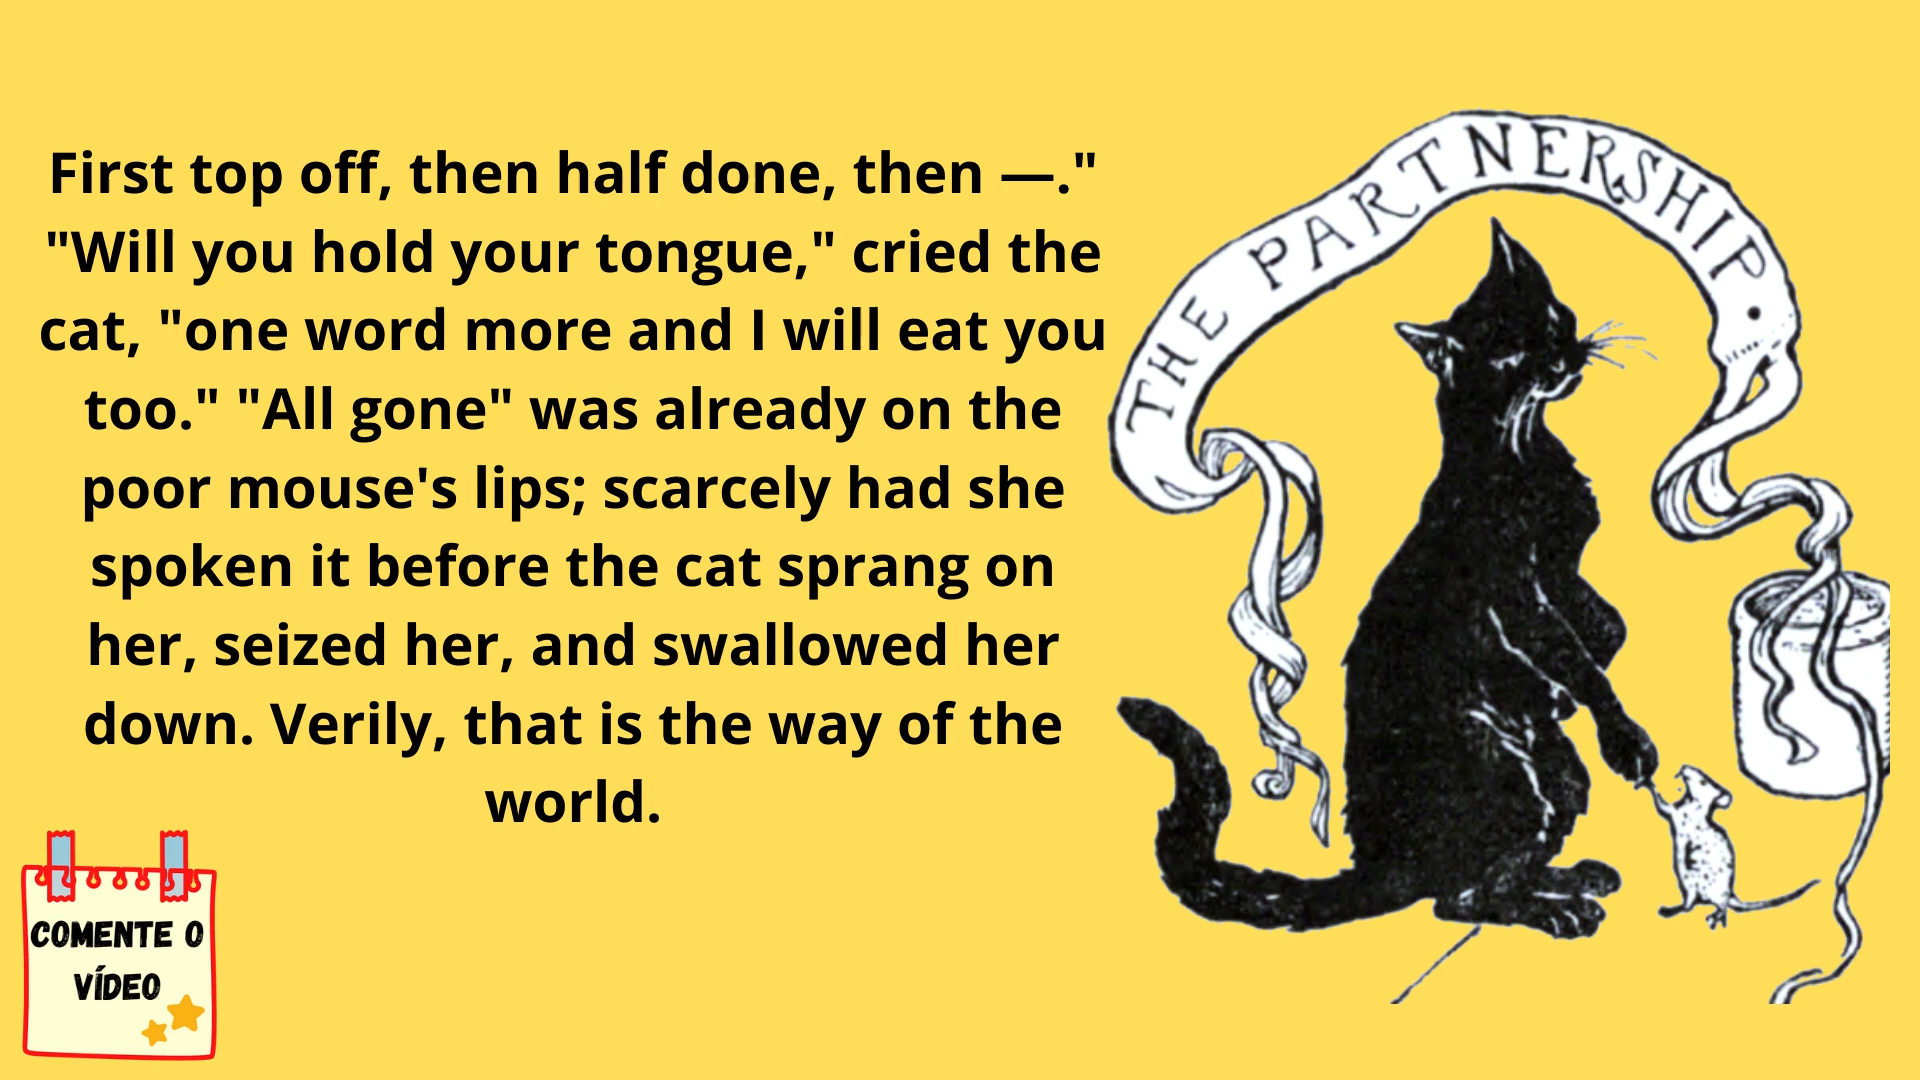 First top off, then half done, then —."
"Will you hold your tongue," cried the
cat, "one word more and I will eat you
too." "All gone" was already on the
poor mouse's lips; scarcely had she
spoken it before the cat sprang on
her, seized her, and swallowed her
down. Verily, that is the way of the
world.
THE PARTNERSHIP.
COMENTE O
VÍDEO